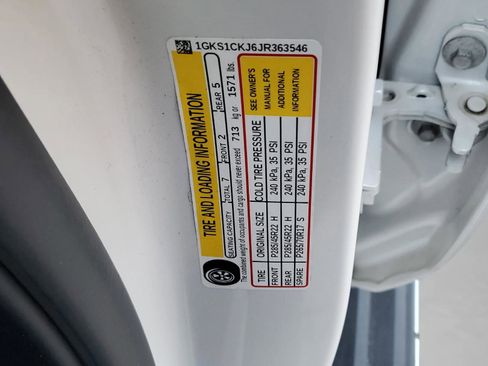 1GKS1CKJ6JR363546
TIRE AND LOADING INFORMATION
SEATING CAPACITY TOTAL 7 FRONT 2 REAR 5
The combined weight of occupants and cargo should never exceed 713 kg or 1571 lbs.
TIRE ORIGINAL SIZE COLD TIRE PRESSURE
FRONT P285/45R22 H 240 kPa, 35 PSI
REAR P285/45R22 H 240 kPa, 35 PSI
SPARE P265/70R17 S 240 kPa, 35 PSI
SEE OWNER'S
MANUAL FOR
ADDITIONAL
INFORMATION